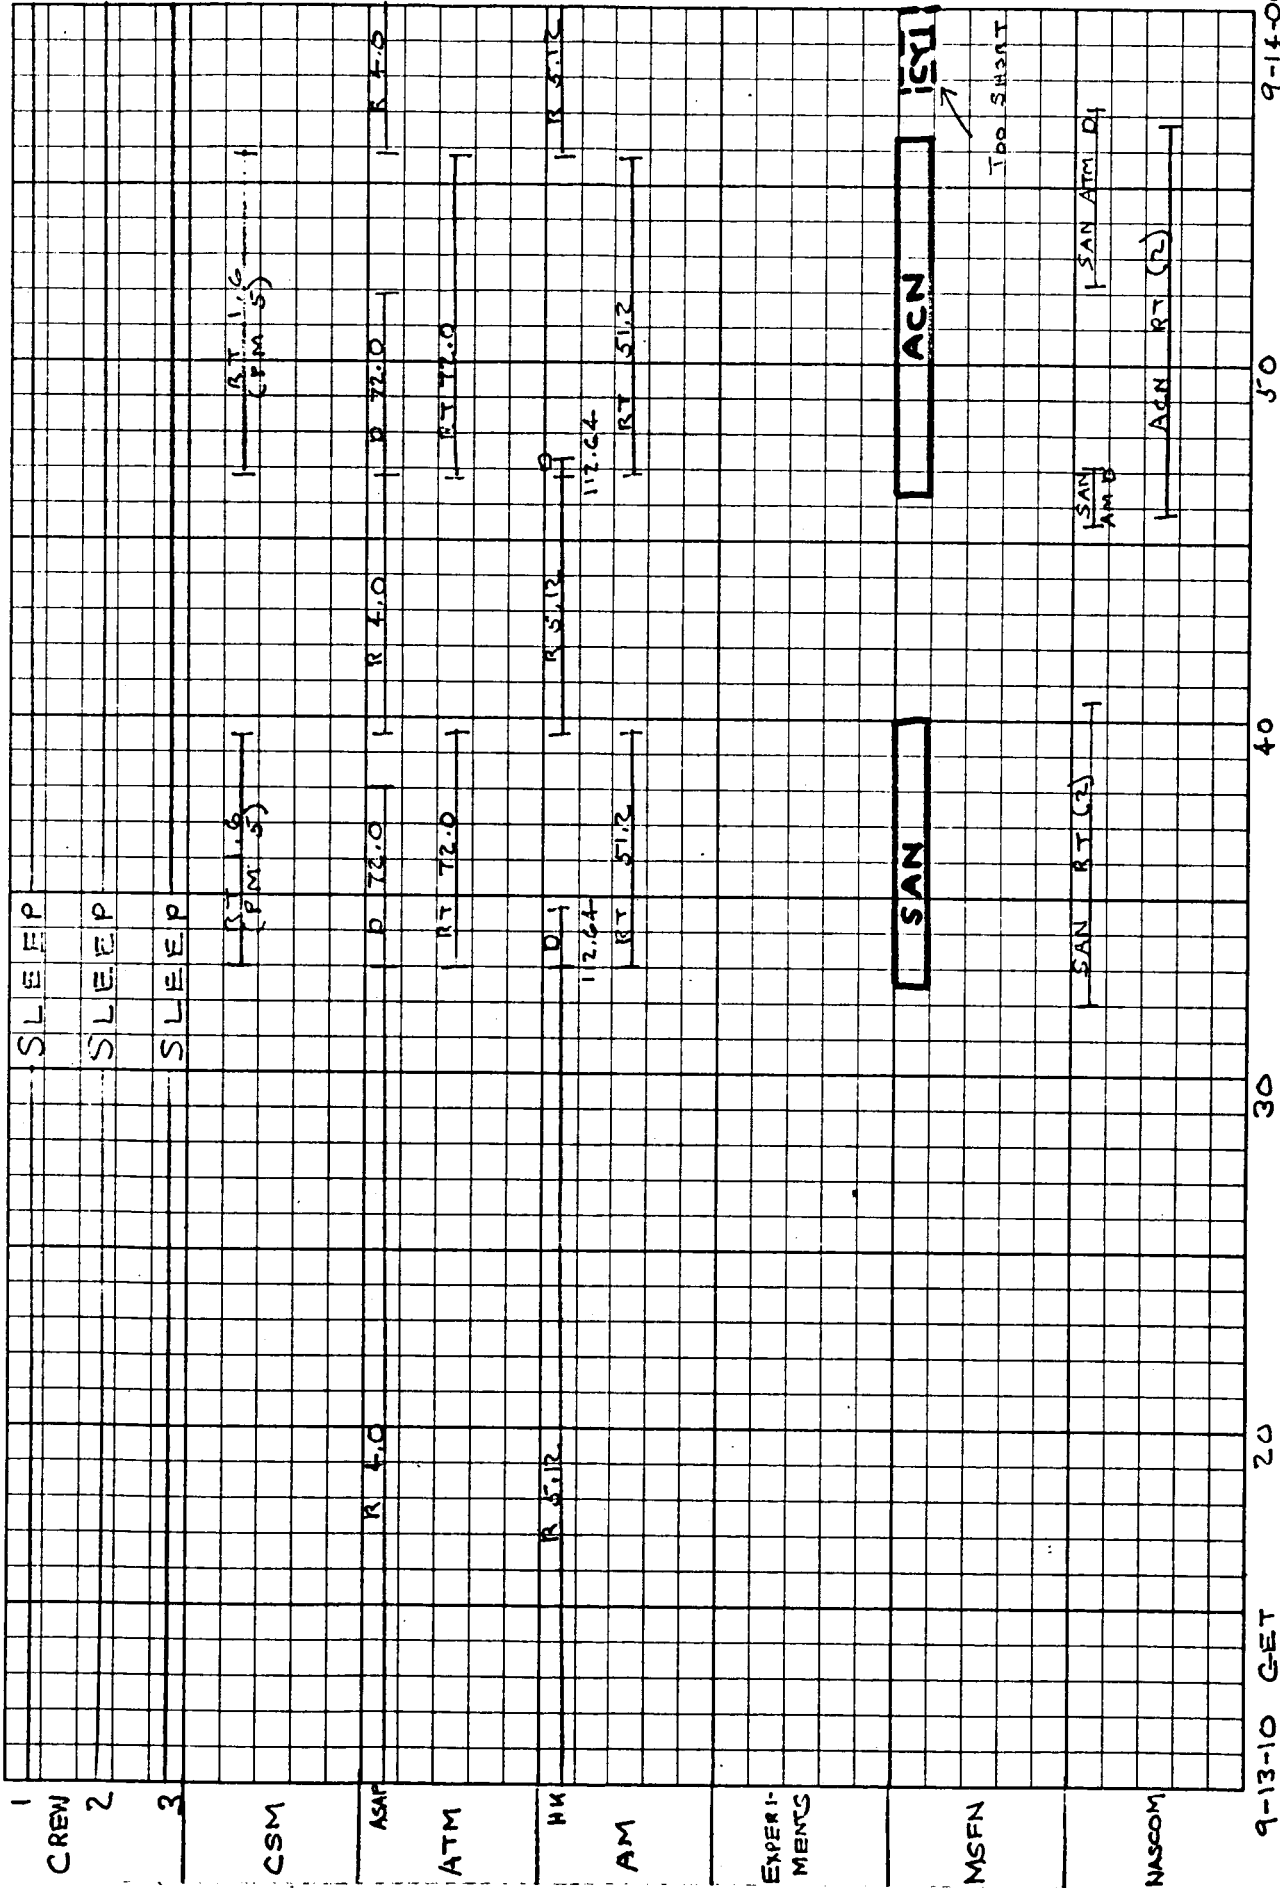 1 SLEEP
CREW
2 SLEEP
3 SLEEP
CSM
RT 1.6
(PM 5)
RT 1.6
(PM 5)
ASAP
R 4.0
D 72.0
R 4.0
D 72.0
R 4.0
ATM
RT 72.0
RT 72.0
HK
R 5.12
D
112.64
R 5.12
D
112.64
R 5.12
AM
RT 51.2
RT 51.2
EXPERI-
MENTS
MSFN
SAN
ACN
CYI
TOO SHORT
NASCOM
SAN RT (2)
SAN
AM D
SAN ATM D
ACN RT (2)
9-13-10 GET 20 30 40 50 9-14-0